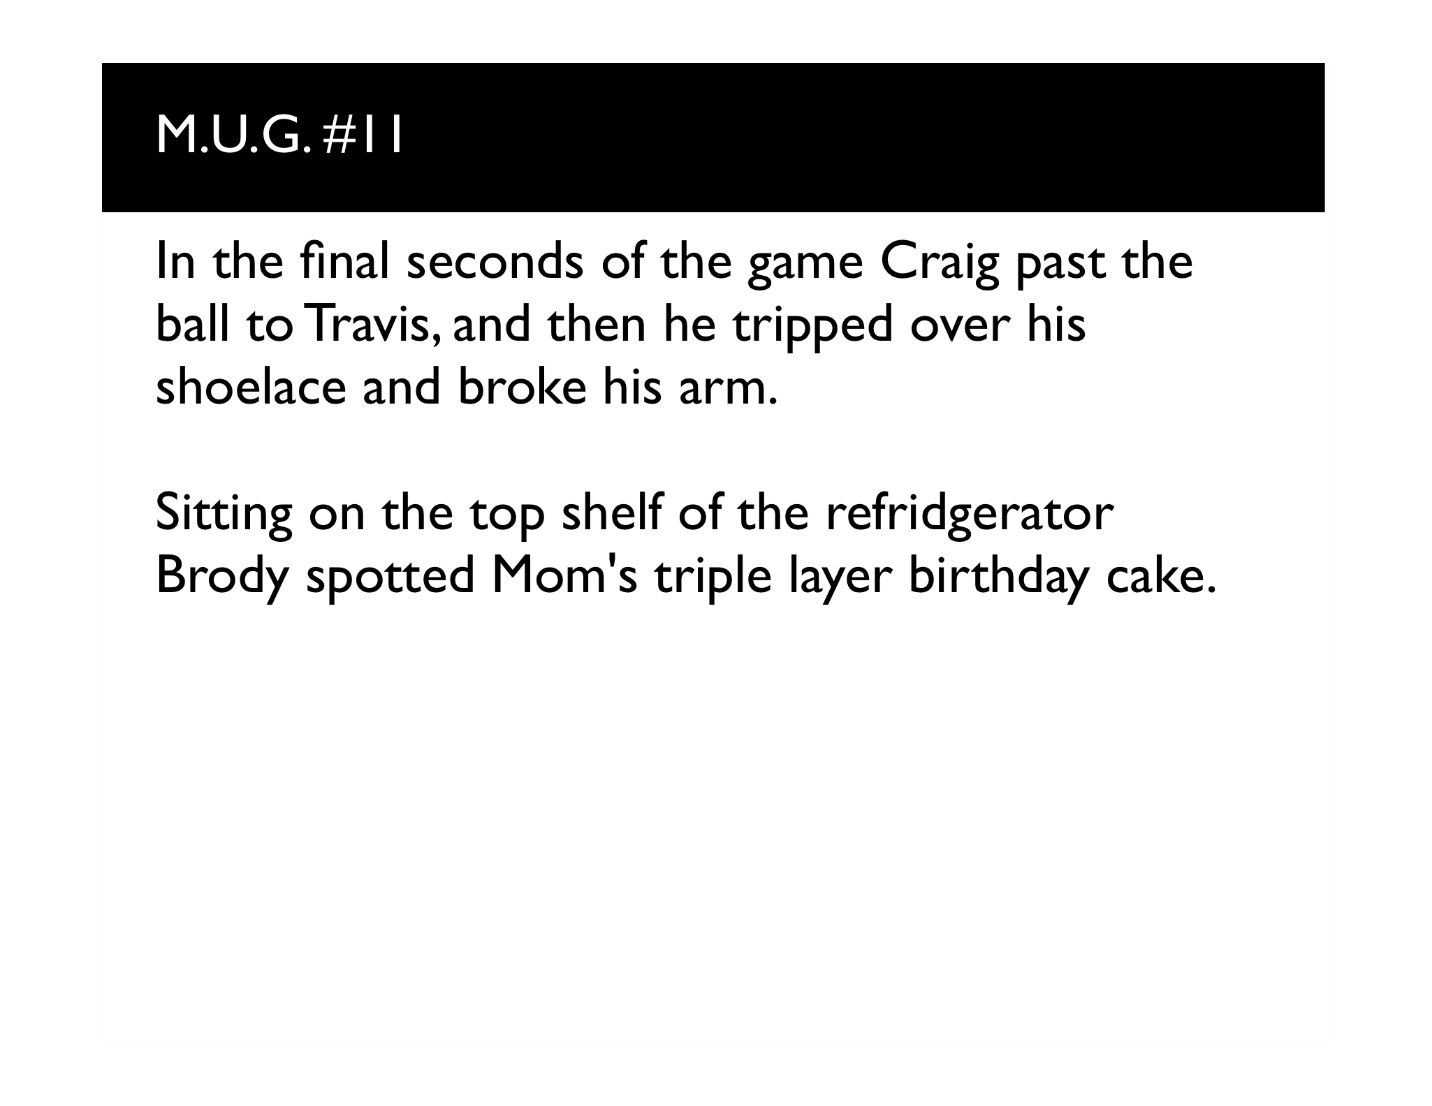 M.U.G. #11
In the final seconds of the game Craig past the
ball to Travis, and then he tripped over his
shoelace and broke his arm.
Sitting on the top shelf of the refridgerator
Brody spotted Mom's triple layer birthday cake.